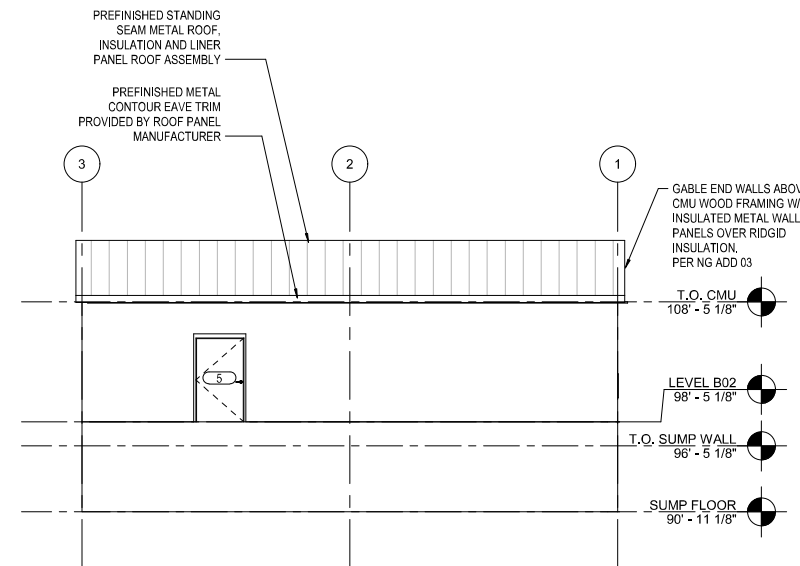 PREFINISHED STANDING
SEAM METAL ROOF,
INSULATION AND LINER
PANEL ROOF ASSEMBLY
PREFINISHED METAL
CONTOUR EAVE TRIM
PROVIDED BY ROOF PANEL
MANUFACTURER
3
2
1
GABLE END WALLS ABOV
CMU WOOD FRAMING W/
INSULATED METAL WALL
PANELS OVER RIDGID
INSULATION,
PER NG ADD 03
T.O. CMU
108' - 5 1/8"
5
LEVEL B02
98' - 5 1/8"
T.O. SUMP WALL
96' - 5 1/8"
SUMP FLOOR
90' - 11 1/8"